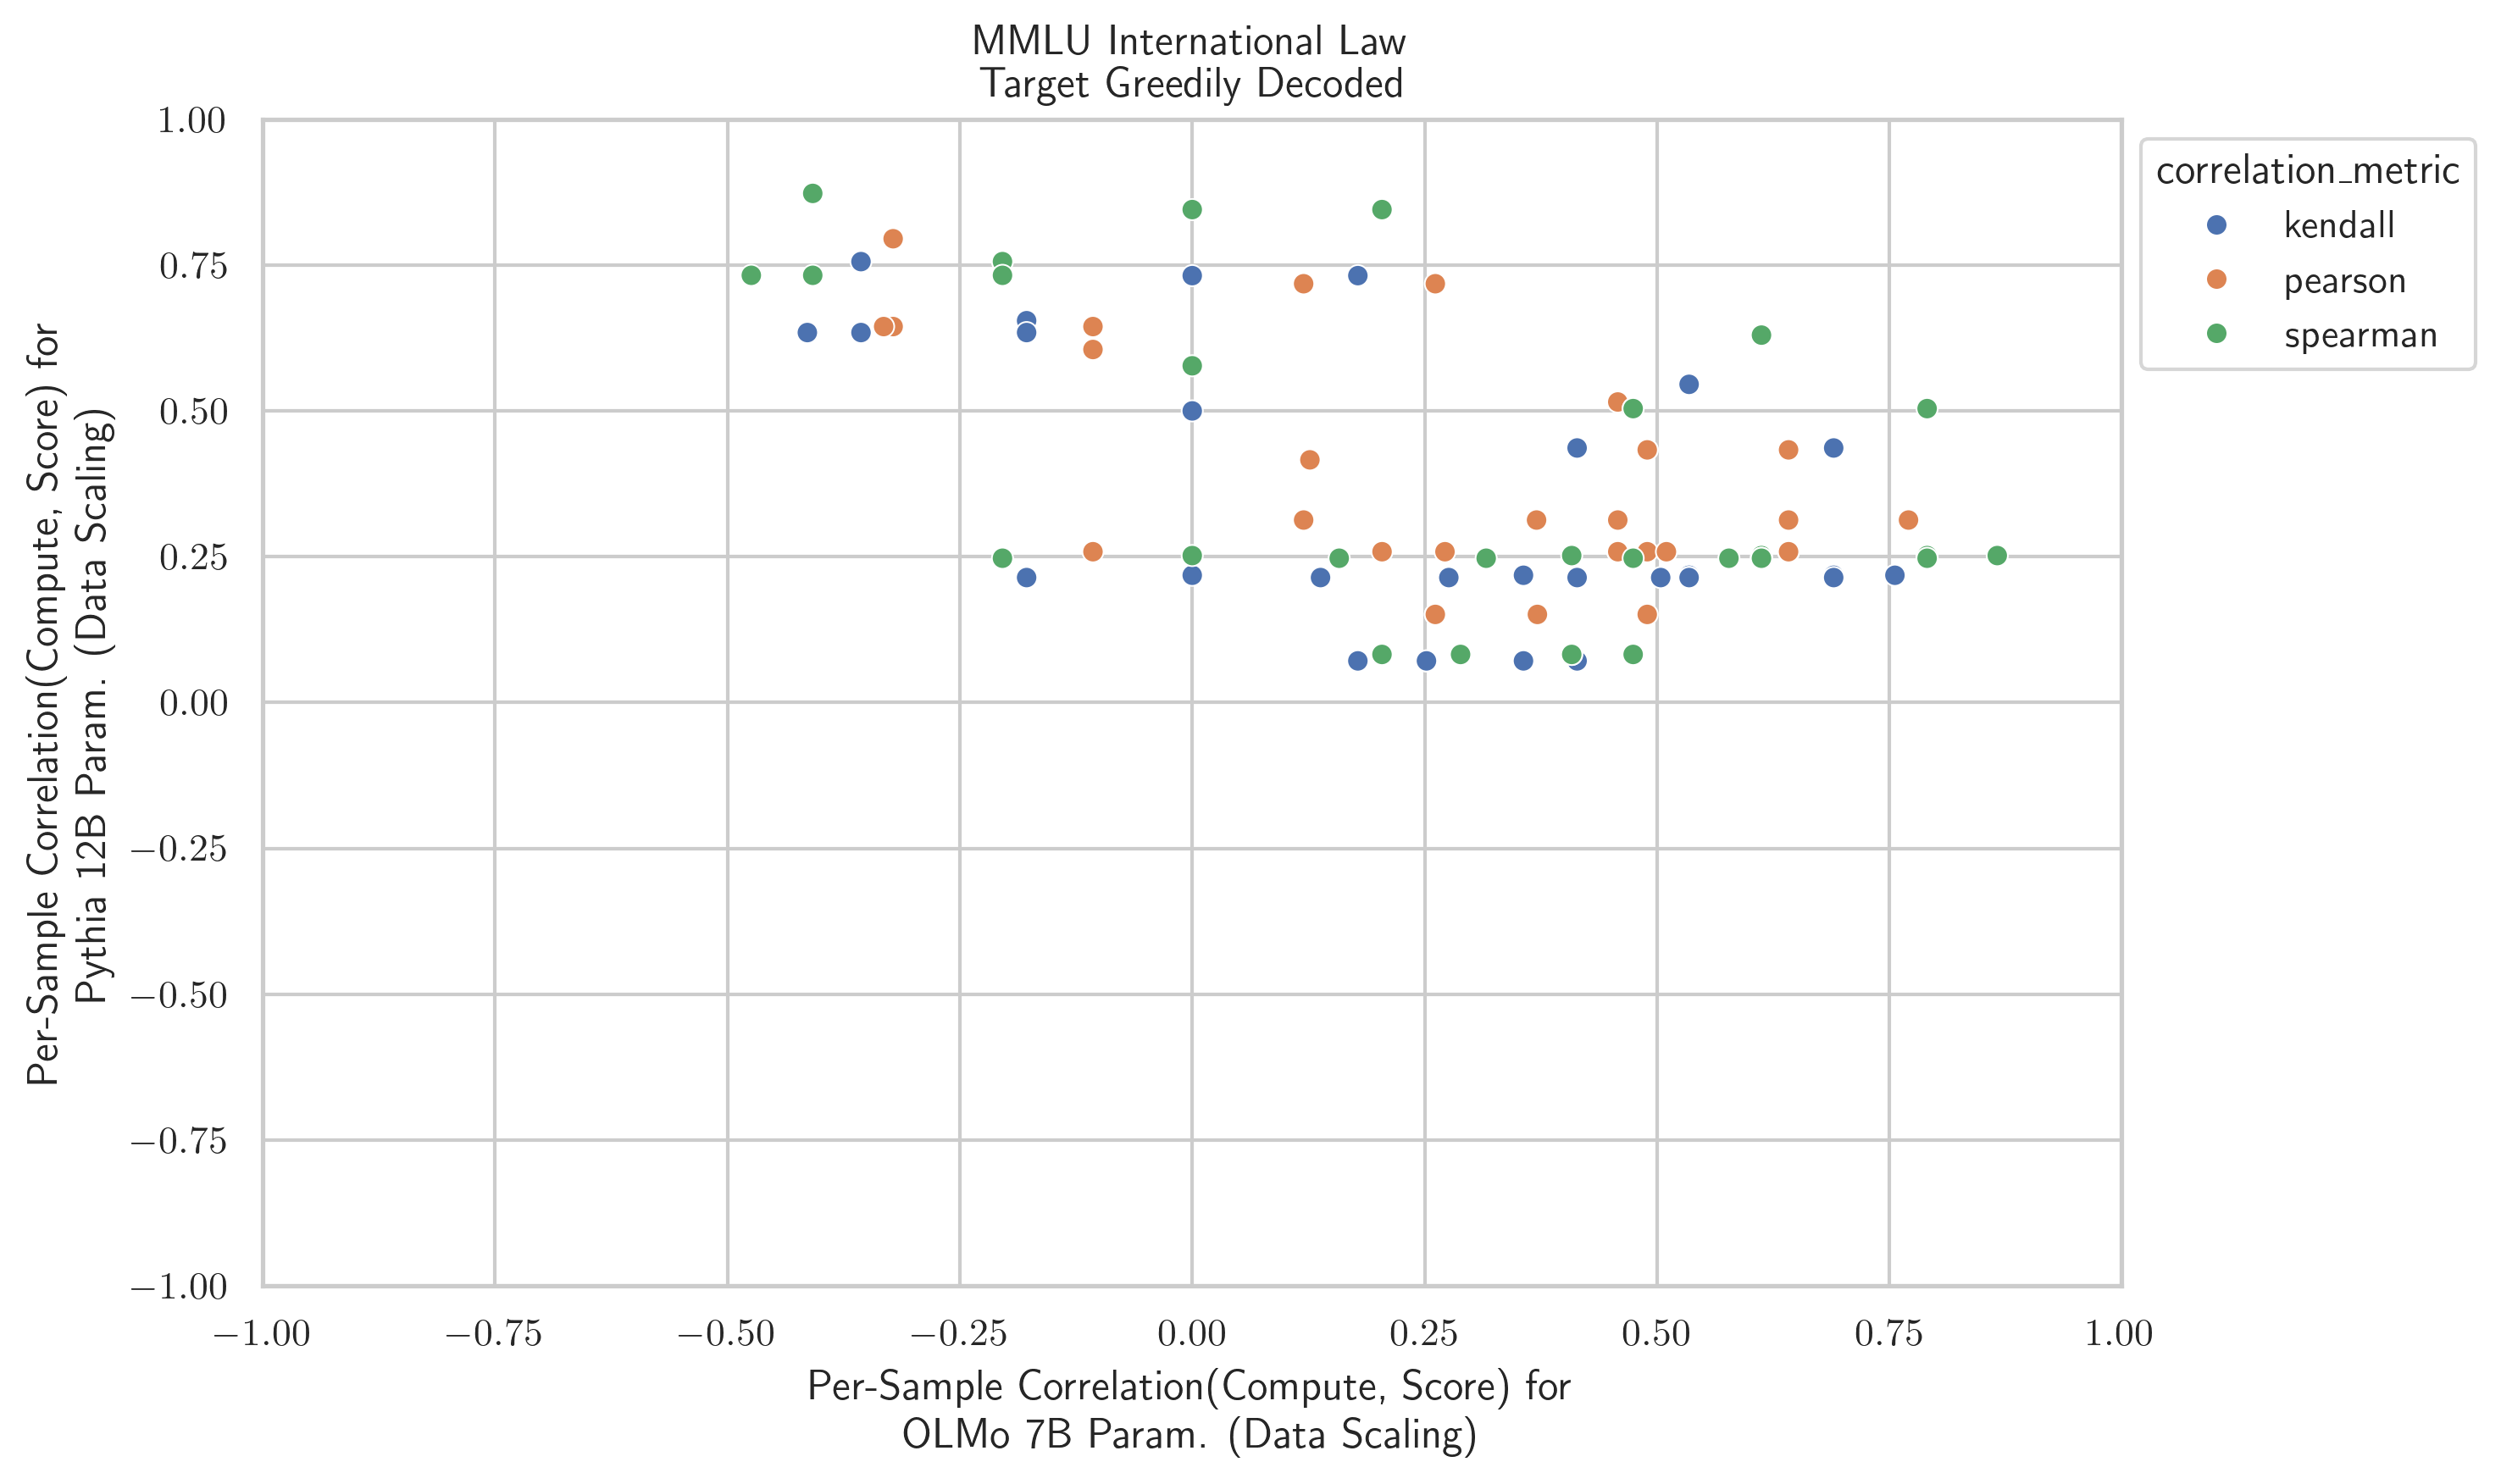 MMLU International Law
Target Greedily Decoded
1.00
0.75
0.50
0.25
0.00
−0.25
−0.50
−0.75
−1.00
Per-Sample Correlation(Compute, Score) for
Pythia 12B Param. (Data Scaling)
−1.00 −0.75 −0.50 −0.25 0.00 0.25 0.50 0.75 1.00
Per-Sample Correlation(Compute, Score) for
OLMo 7B Param. (Data Scaling)
correlation_metric
kendall
pearson
spearman